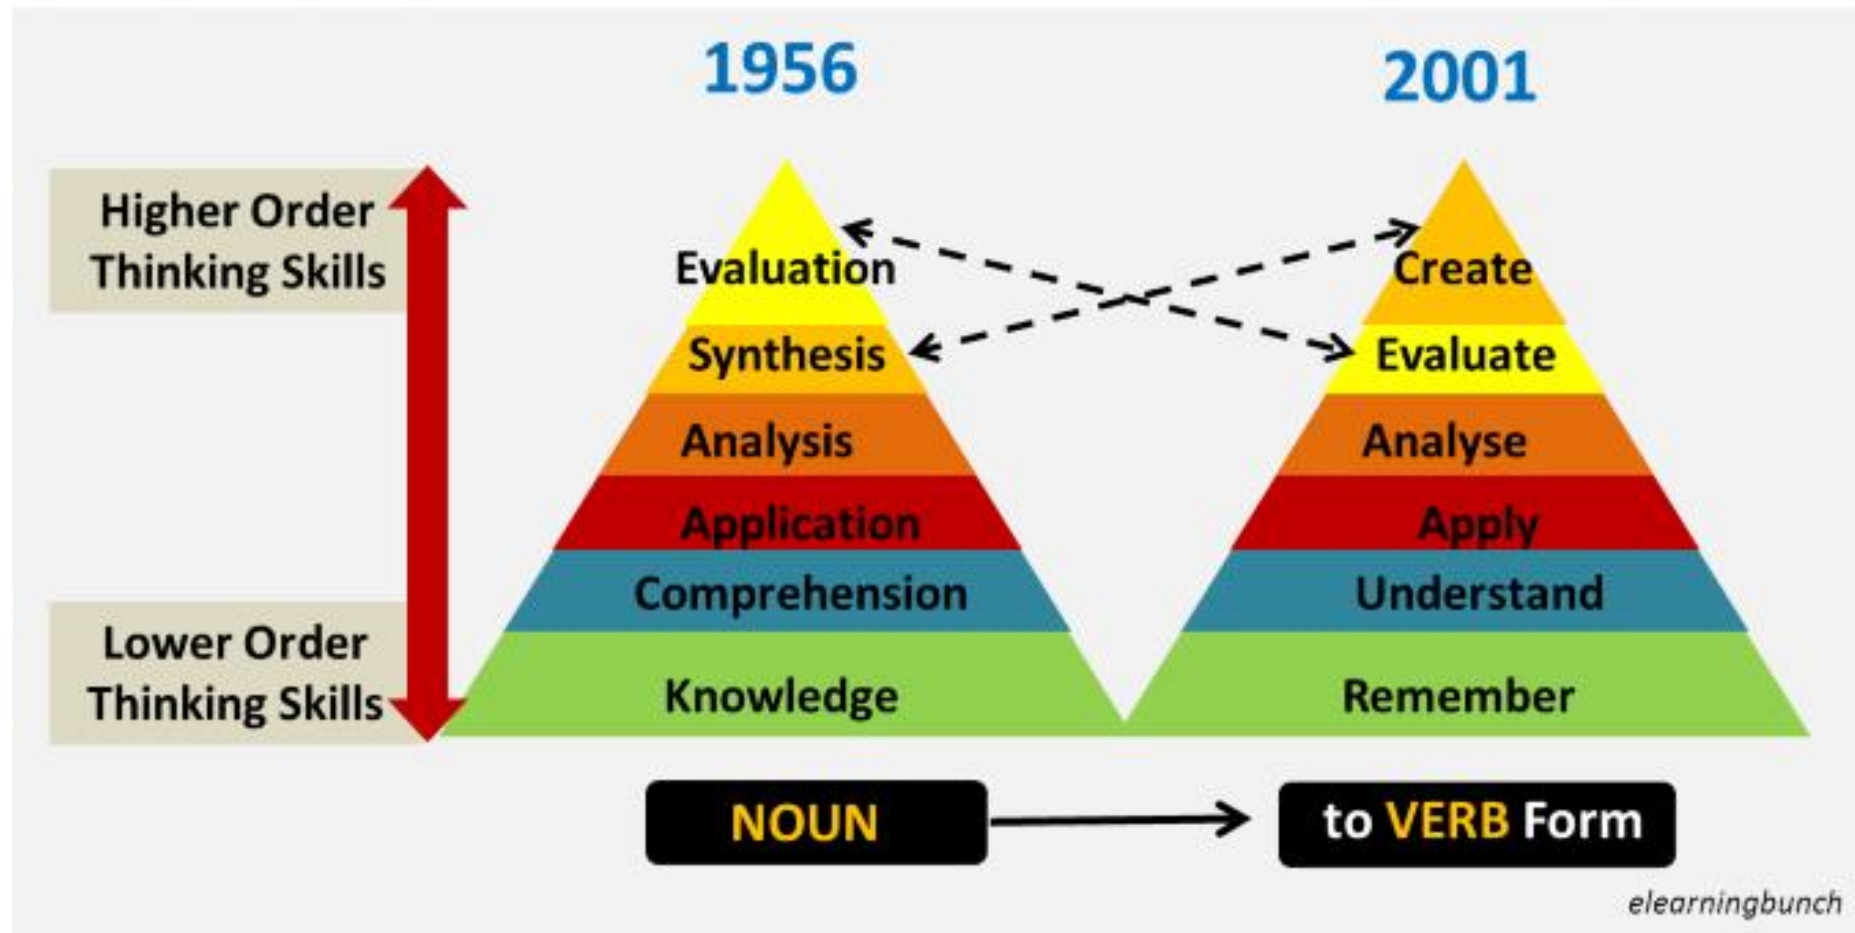 1956
2001
Higher Order
Thinking Skills
Lower Order
Thinking Skills
Evaluation
Synthesis
Analysis
Application
Comprehension
Knowledge
Create
Evaluate
Analyse
Apply
Understand
Remember
NOUN
to VERB Form
elearningbunch